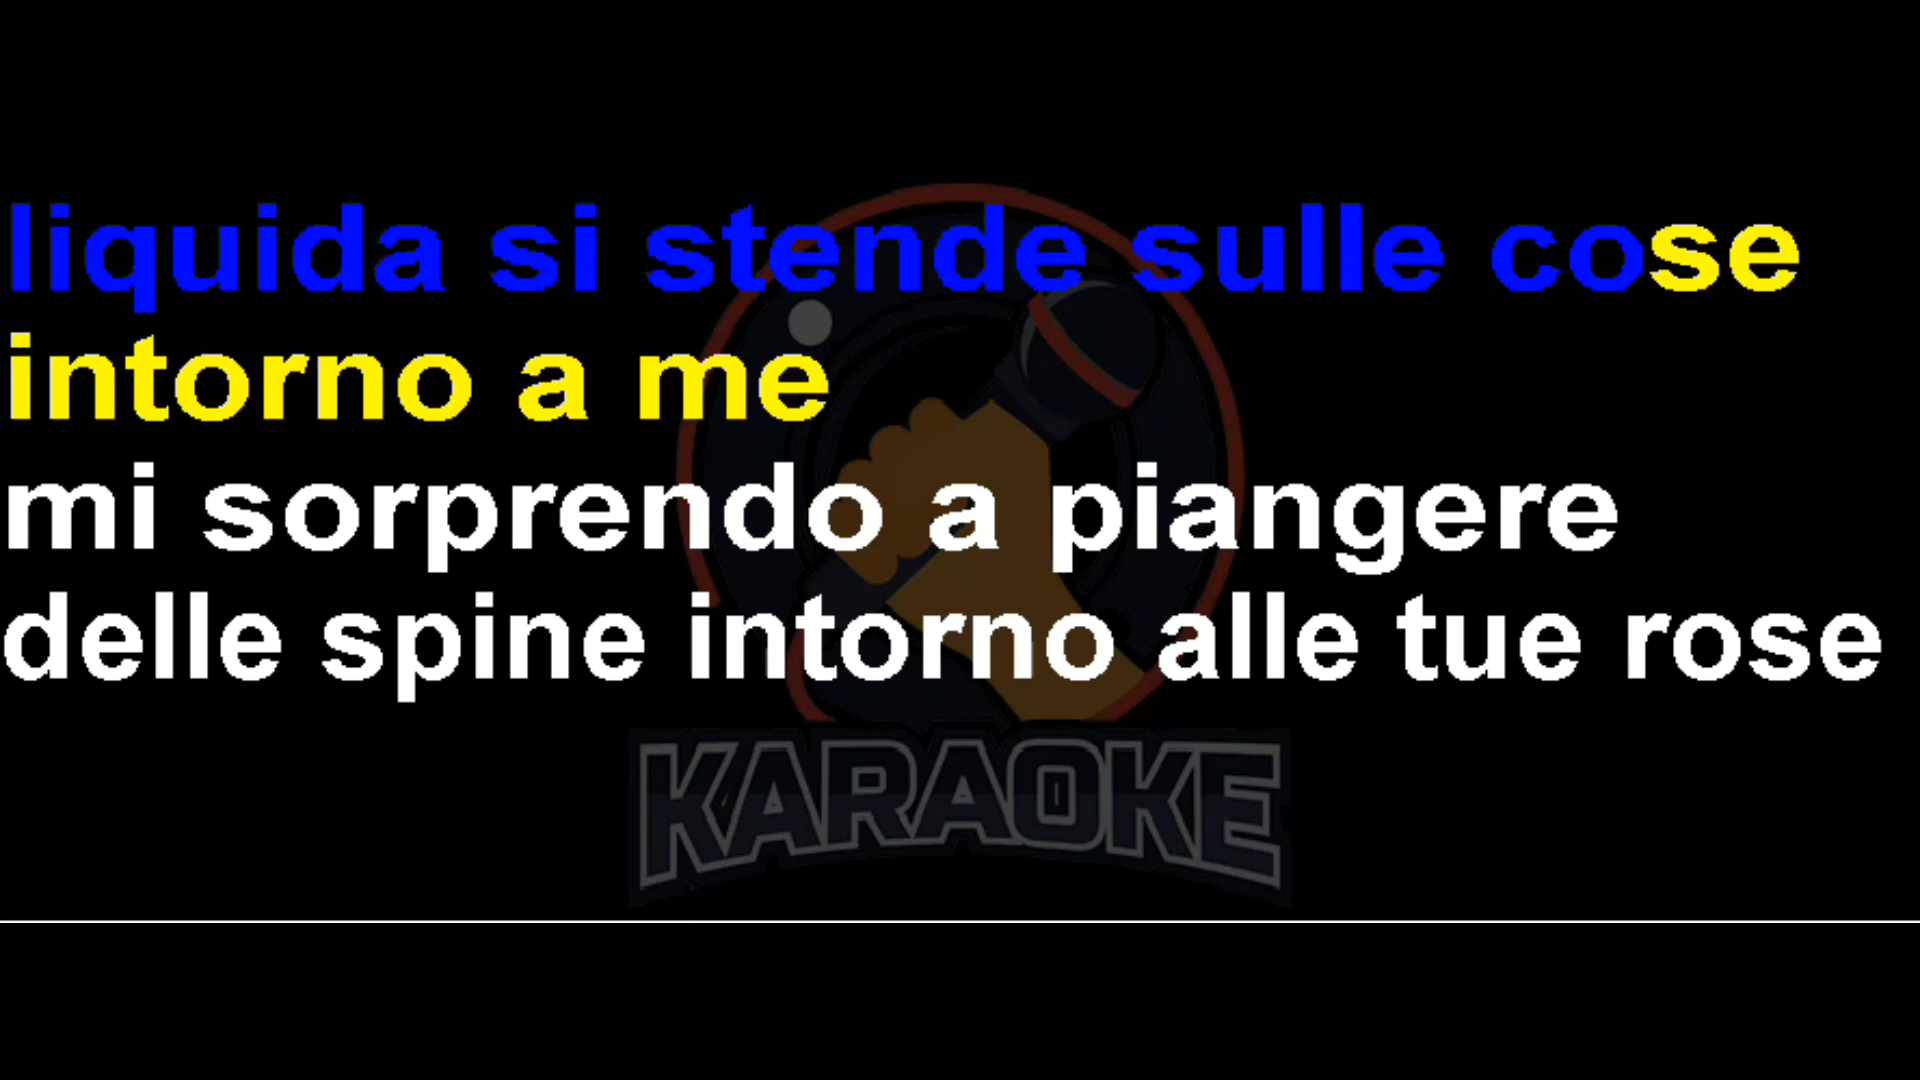 liquida si stende sulle cose
intorno a me
mi sorprendo a piangere
delle spine intorno alle tue rose
KARAOKE